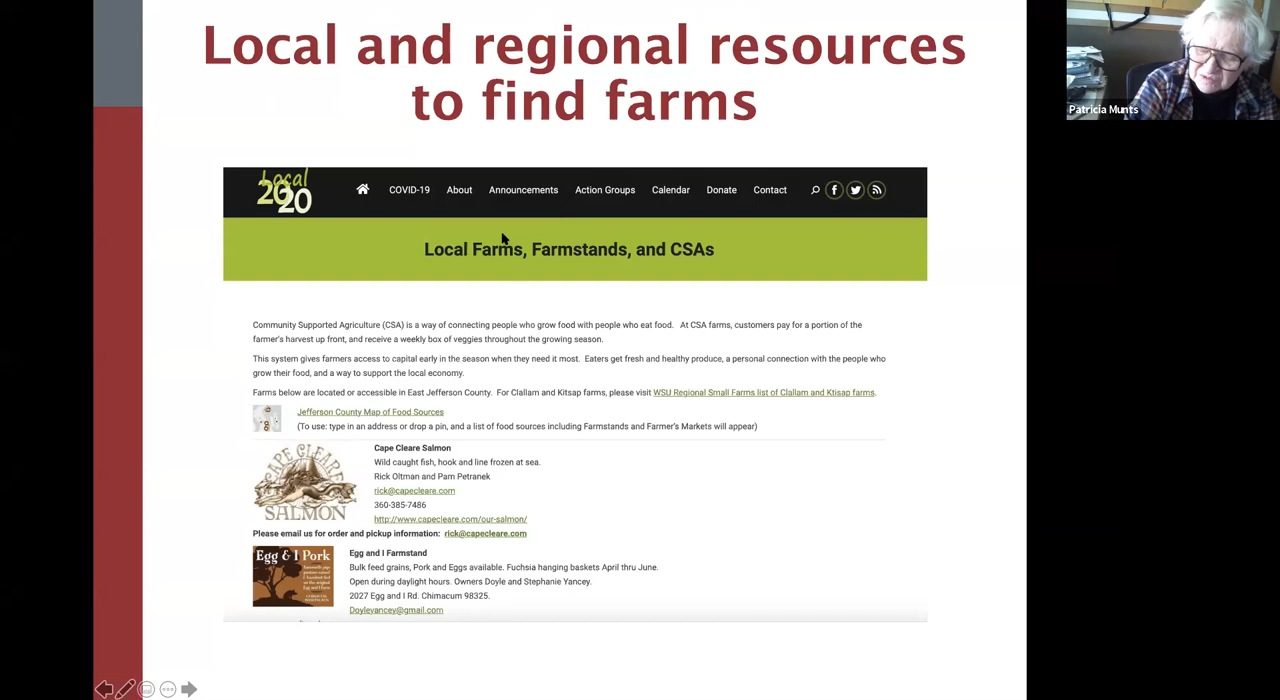 Local and regional resources
to find farms
Patricia Munts
Local
2020
COVID-19 About Announcements Action Groups Calendar Donate Contact
Local Farms, Farmstands, and CSAs
Community Supported Agriculture (CSA) is a way of connecting people who grow food with people who eat food. At CSA farms, customers pay for a portion of the
farmer's harvest up front, and receive a weekly box of veggies throughout the growing season.
This system gives farmers access to capital early in the season when they need it most. Eaters get fresh and healthy produce, a personal connection with the people who
grow their food, and a way to support the local economy.
Farms below are located or accessible in East Jefferson County. For Clallam and Kitsap farms, please visit WSU Regional Small Farms list of Clallam and Ktisap farms.
Jefferson County Map of Food Sources
(To use: type in an address or drop a pin, and a list of food sources including Farmstands and Farmer's Markets will appear)
CAPE CLEARE
SALMON
Cape Cleare Salmon
Wild caught fish, hook and line frozen at sea.
Rick Oltman and Pam Petranek
rick@capecleare.com
360-385-7486
http://www.capecleare.com/our-salmon/
Please email us for order and pickup information: rick@capecleare.com
Egg & I Pork
Egg and I Farmstand
Bulk feed grains, Pork and Eggs available. Fuchsia hanging baskets April thru June.
Open during daylight hours. Owners Doyle and Stephanie Yancey.
2027 Egg and I Rd. Chimacum 98325.
Doyleyancey@gmail.com